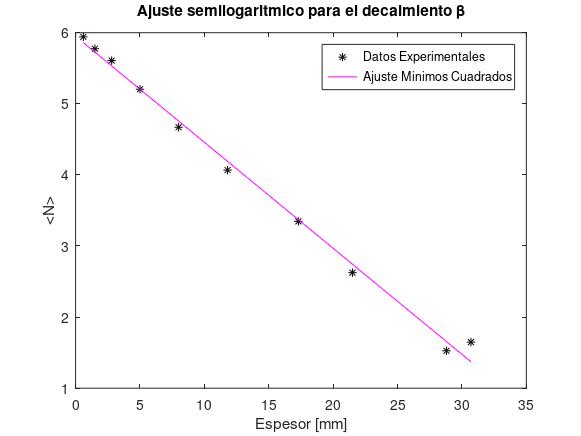 Ajuste semilogaritmico para el decaimiento β
6
5
4
3
2
1
<N>
Datos Experimentales
Ajuste Minimos Cuadrados
0 5 10 15 20 25 30 35
Espesor [mm]